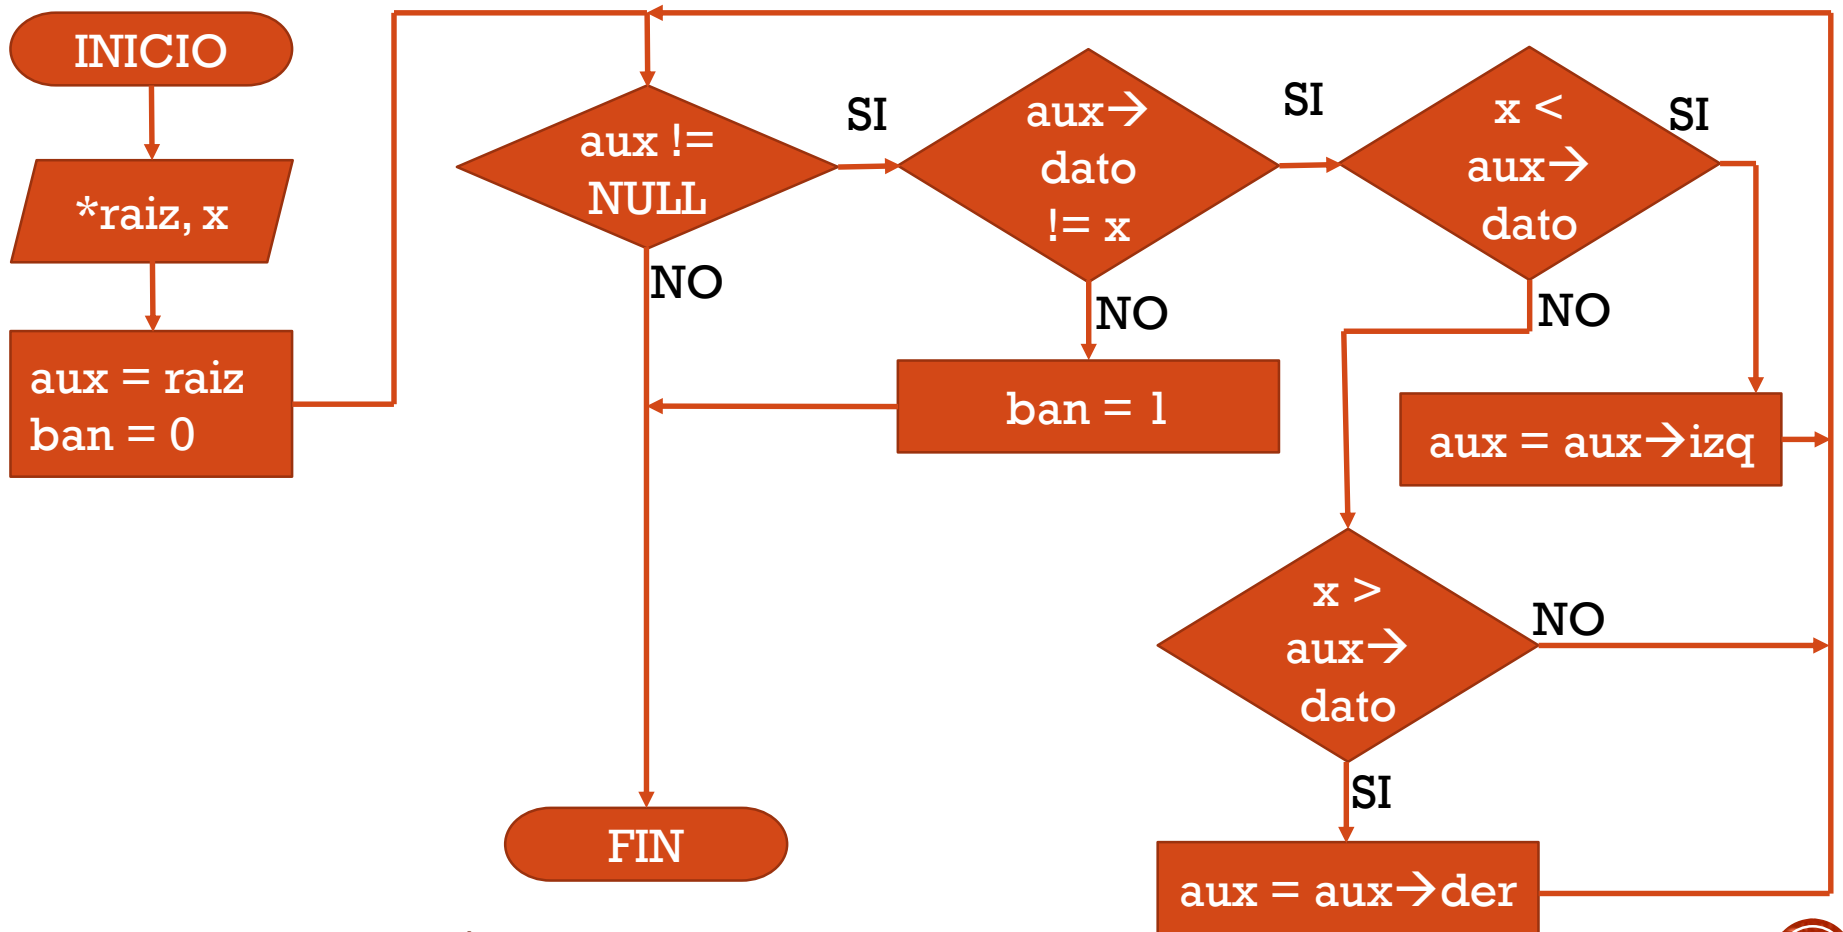 INICIO
*raiz, x
aux = raiz
ban = 0
aux !=
NULL
SI
NO
aux→
dato
!= x
SI
NO
ban = 1
x <
aux→
dato
SI
NO
aux = aux→izq
x >
aux→
dato
NO
SI
aux = aux→der
FIN